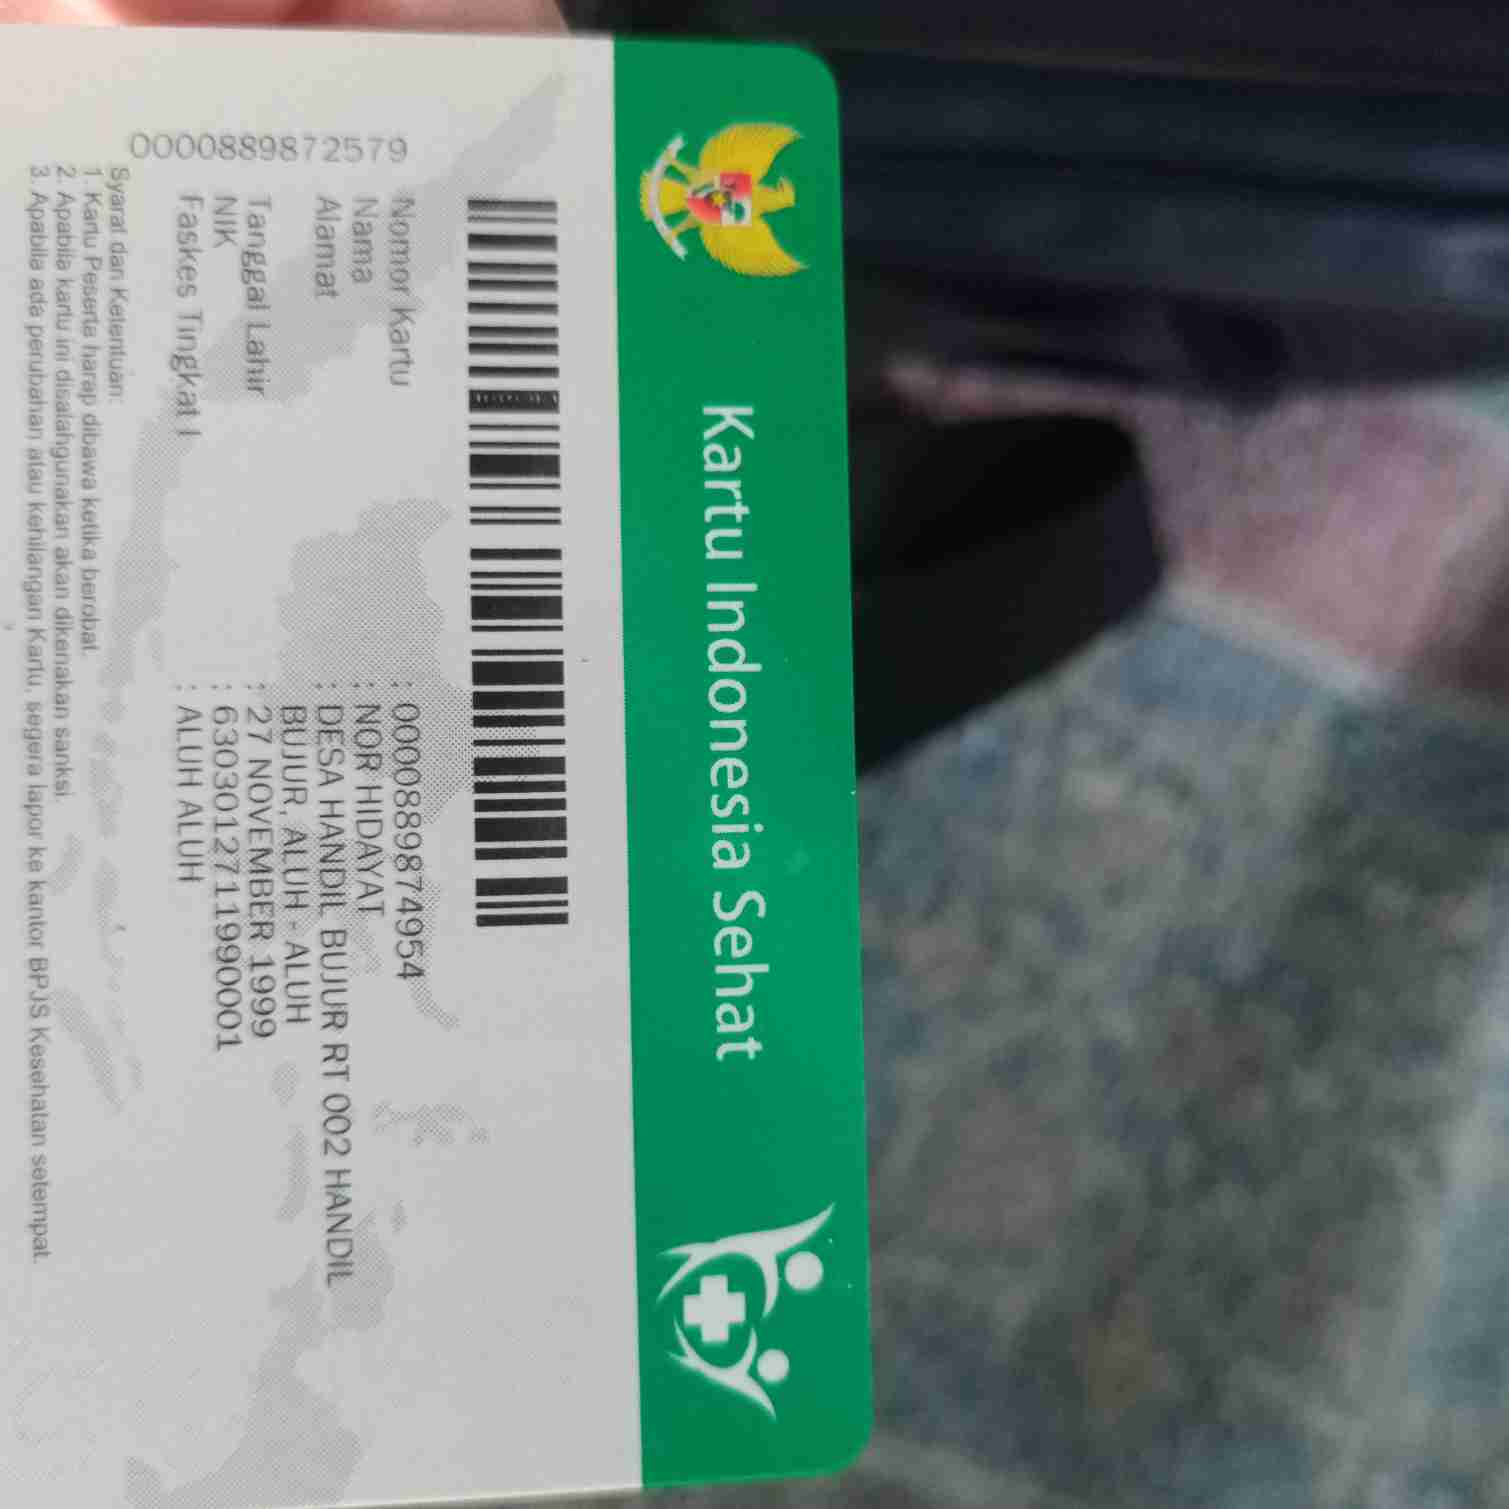 Kartu Indonesia Sehat
Nomor Kartu : 0000889874954
Nama : NOR HIDAYAT
Alamat : DESA HANDIL BUJUR RT 002 HANDIL
BUJUR, ALUH - ALUH
Tanggal Lahir : 27 NOVEMBER 1999
NIK : 6303012711990001
Faskes Tingkat I : ALUH ALUH
0000889872579
Syarat dan Ketentuan:
1. Kartu Peserta harap dibawa ketika berobat.
2. Apabila kartu ini disalahgunakan akan dikenakan sanksi.
3. Apabila ada perubahan atau kehilangan Kartu, segera lapor ke kantor BPJS Kesehatan setempat.